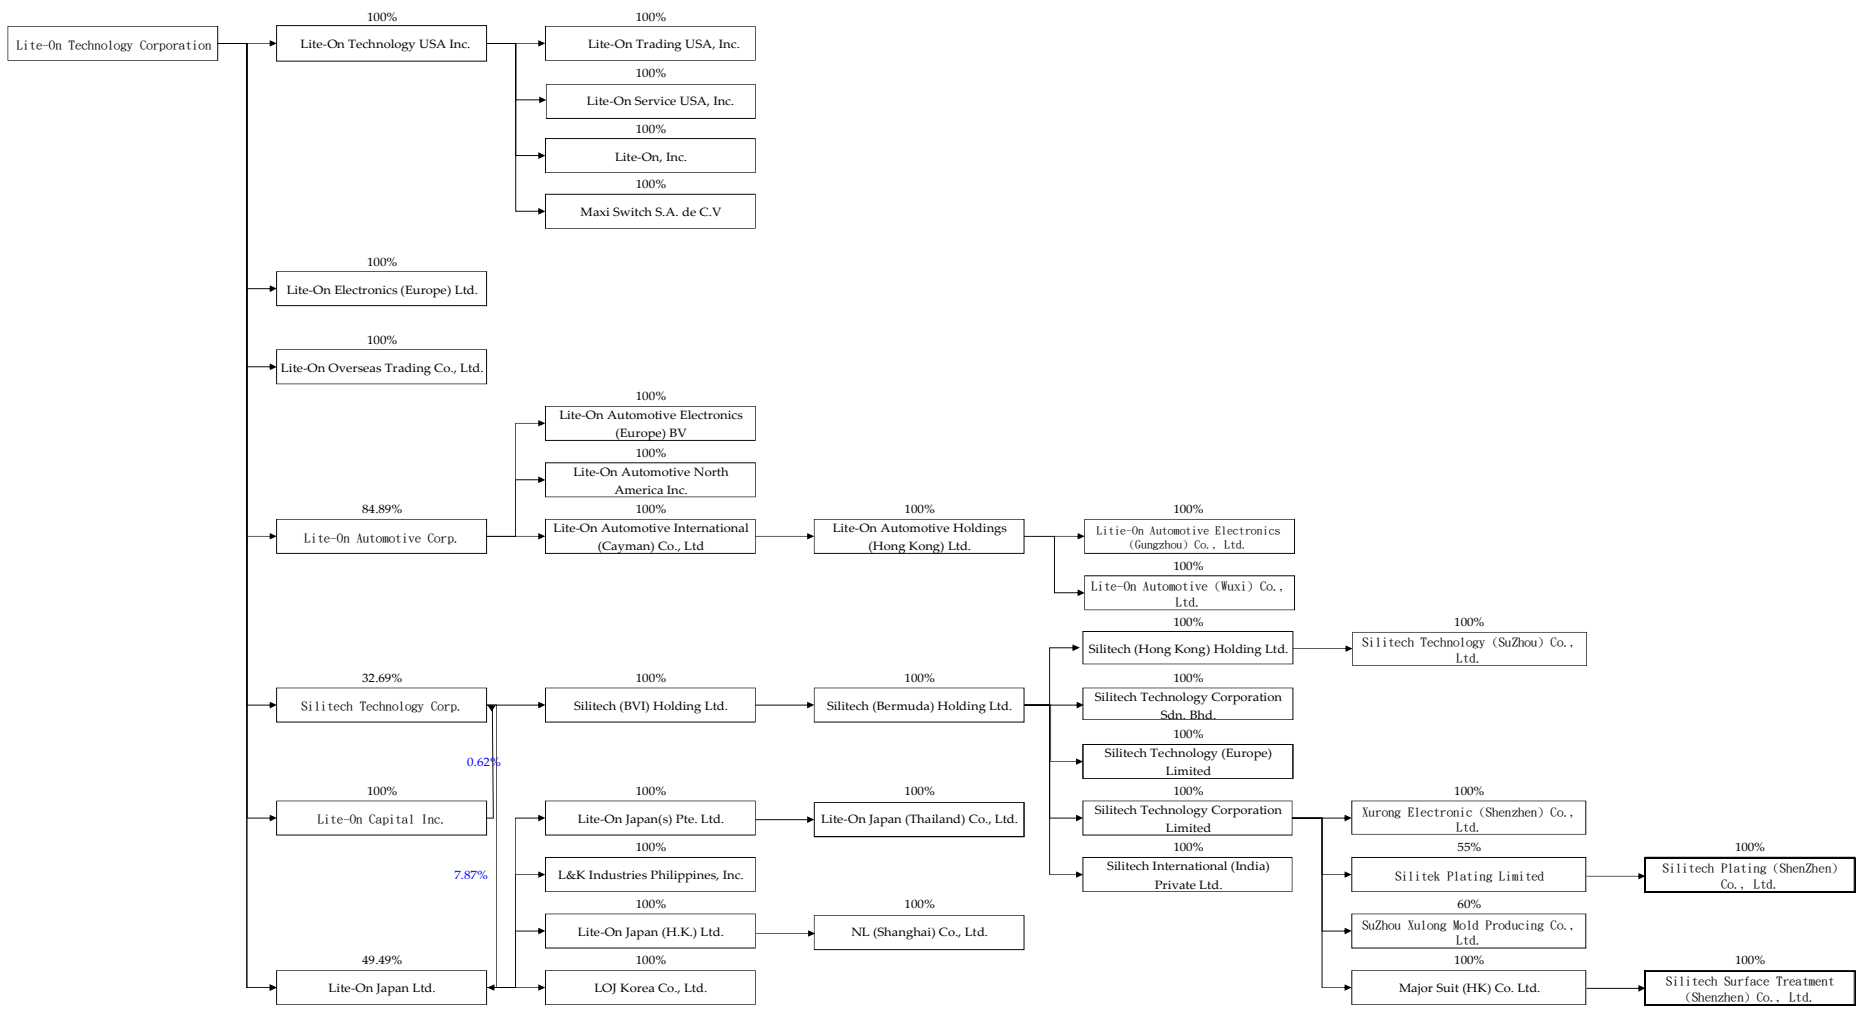 100%
100%
Lite-On Technology Corporation
Lite-On Technology USA Inc.
Lite-On Trading USA, Inc.
100%
Lite-On Service USA, Inc.
100%
Lite-On, Inc.
100%
Maxi Switch S.A. de C.V
100%
Lite-On Electronics (Europe) Ltd.
100%
Lite-On Overseas Trading Co., Ltd.
100%
Lite-On Automotive Electronics
(Europe) BV
100%
Lite-On Automotive North
America Inc.
84.89%
100%
100%
100%
Lite-On Automotive Corp.
Lite-On Automotive International
(Cayman) Co., Ltd
Lite-On Automotive Holdings
(Hong Kong) Ltd.
Litie-On Automotive Electronics
(Gungzhou) Co., Ltd.
100%
Lite-On Automotive (Wuxi) Co.,
Ltd.
100%
100%
Silitech (Hong Kong) Holding Ltd.
Silitech Technology (SuZhou) Co.,
Ltd.
32.69%
100%
100%
100%
Silitech Technology Corp.
Silitech (BVI) Holding Ltd.
Silitech (Bermuda) Holding Ltd.
Silitech Technology Corporation
Sdn. Bhd.
100%
0.62%
Silitech Technology (Europe)
Limited
100%
100%
100%
100%
100%
Lite-On Capital Inc.
Lite-On Japan(s) Pte. Ltd.
Lite-On Japan (Thailand) Co., Ltd.
Silitech Technology Corporation
Limited
Xurong Electronic (Shenzhen) Co.,
Ltd.
100%
100%
55%
100%
7.87%
L&K Industries Philippines, Inc.
Silitech International (India)
Private Ltd.
Silitek Plating Limited
Silitech Plating (ShenZhen)
Co., Ltd.
100%
100%
60%
Lite-On Japan (H.K.) Ltd.
NL (Shanghai) Co., Ltd.
SuZhou Xulong Mold Producing Co.,
Ltd.
49.49%
100%
100%
100%
Lite-On Japan Ltd.
LOJ Korea Co., Ltd.
Major Suit (HK) Co. Ltd.
Silitech Surface Treatment
(Shenzhen) Co., Ltd.